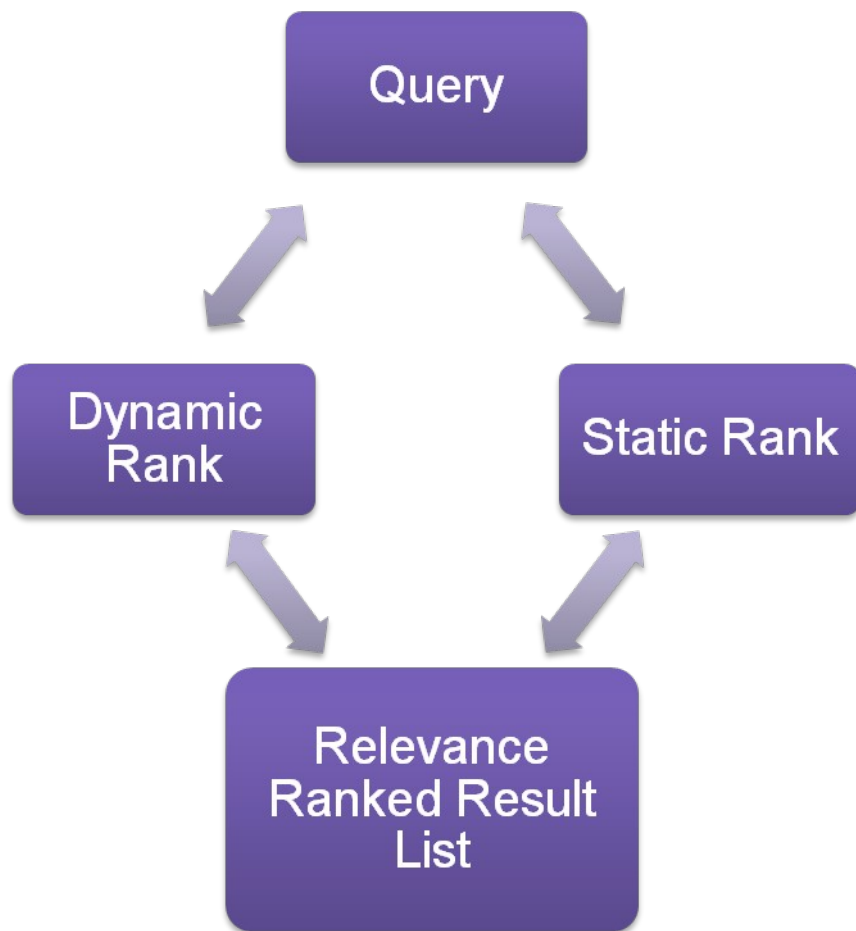 Query
Dynamic
Rank
Static Rank
Relevance
Ranked Result
List